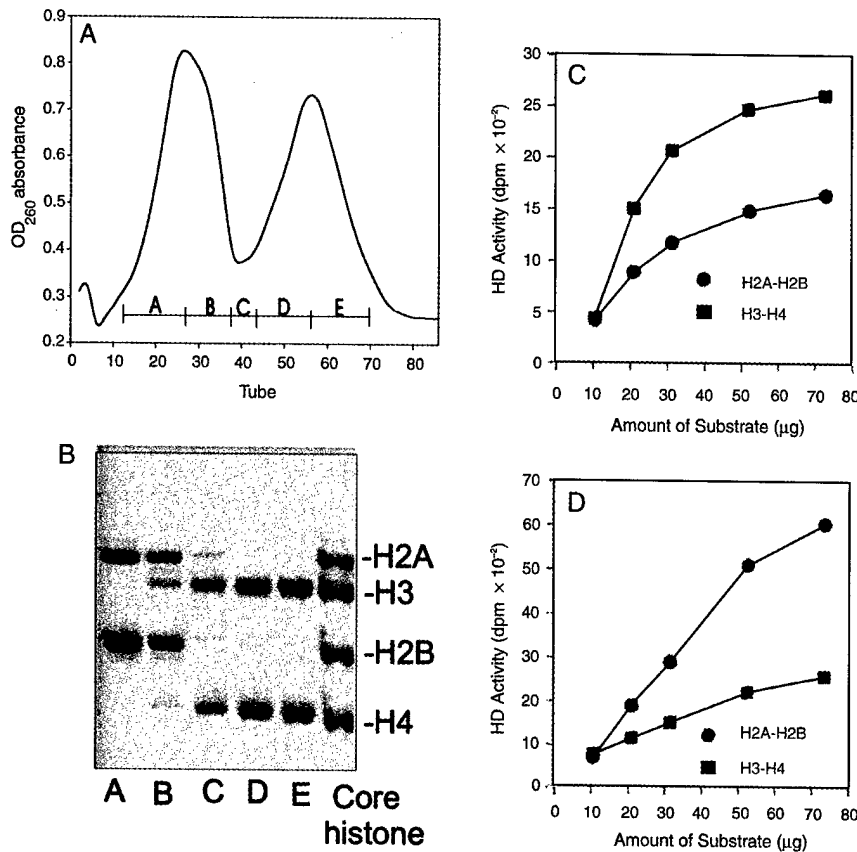 A
OD260 absorbance
0.9
0.8
0.7
0.6
0.5
0.4
0.3
0.2
A B C D E
0 10 20 30 40 50 60 70 80
Tube
B
-H2A
-H3
-H2B
-H4
A B C D E Core
histone
C
HD Activity (dpm × 10⁻²)
30
25
20
15
10
5
0
H2A-H2B
H3-H4
0 10 20 30 40 50 60 70 80
Amount of Substrate (µg)
D
HD Activity (dpm × 10⁻²)
70
60
50
40
30
20
10
0
H2A-H2B
H3-H4
0 10 20 30 40 50 60 70 80
Amount of Substrate (µg)